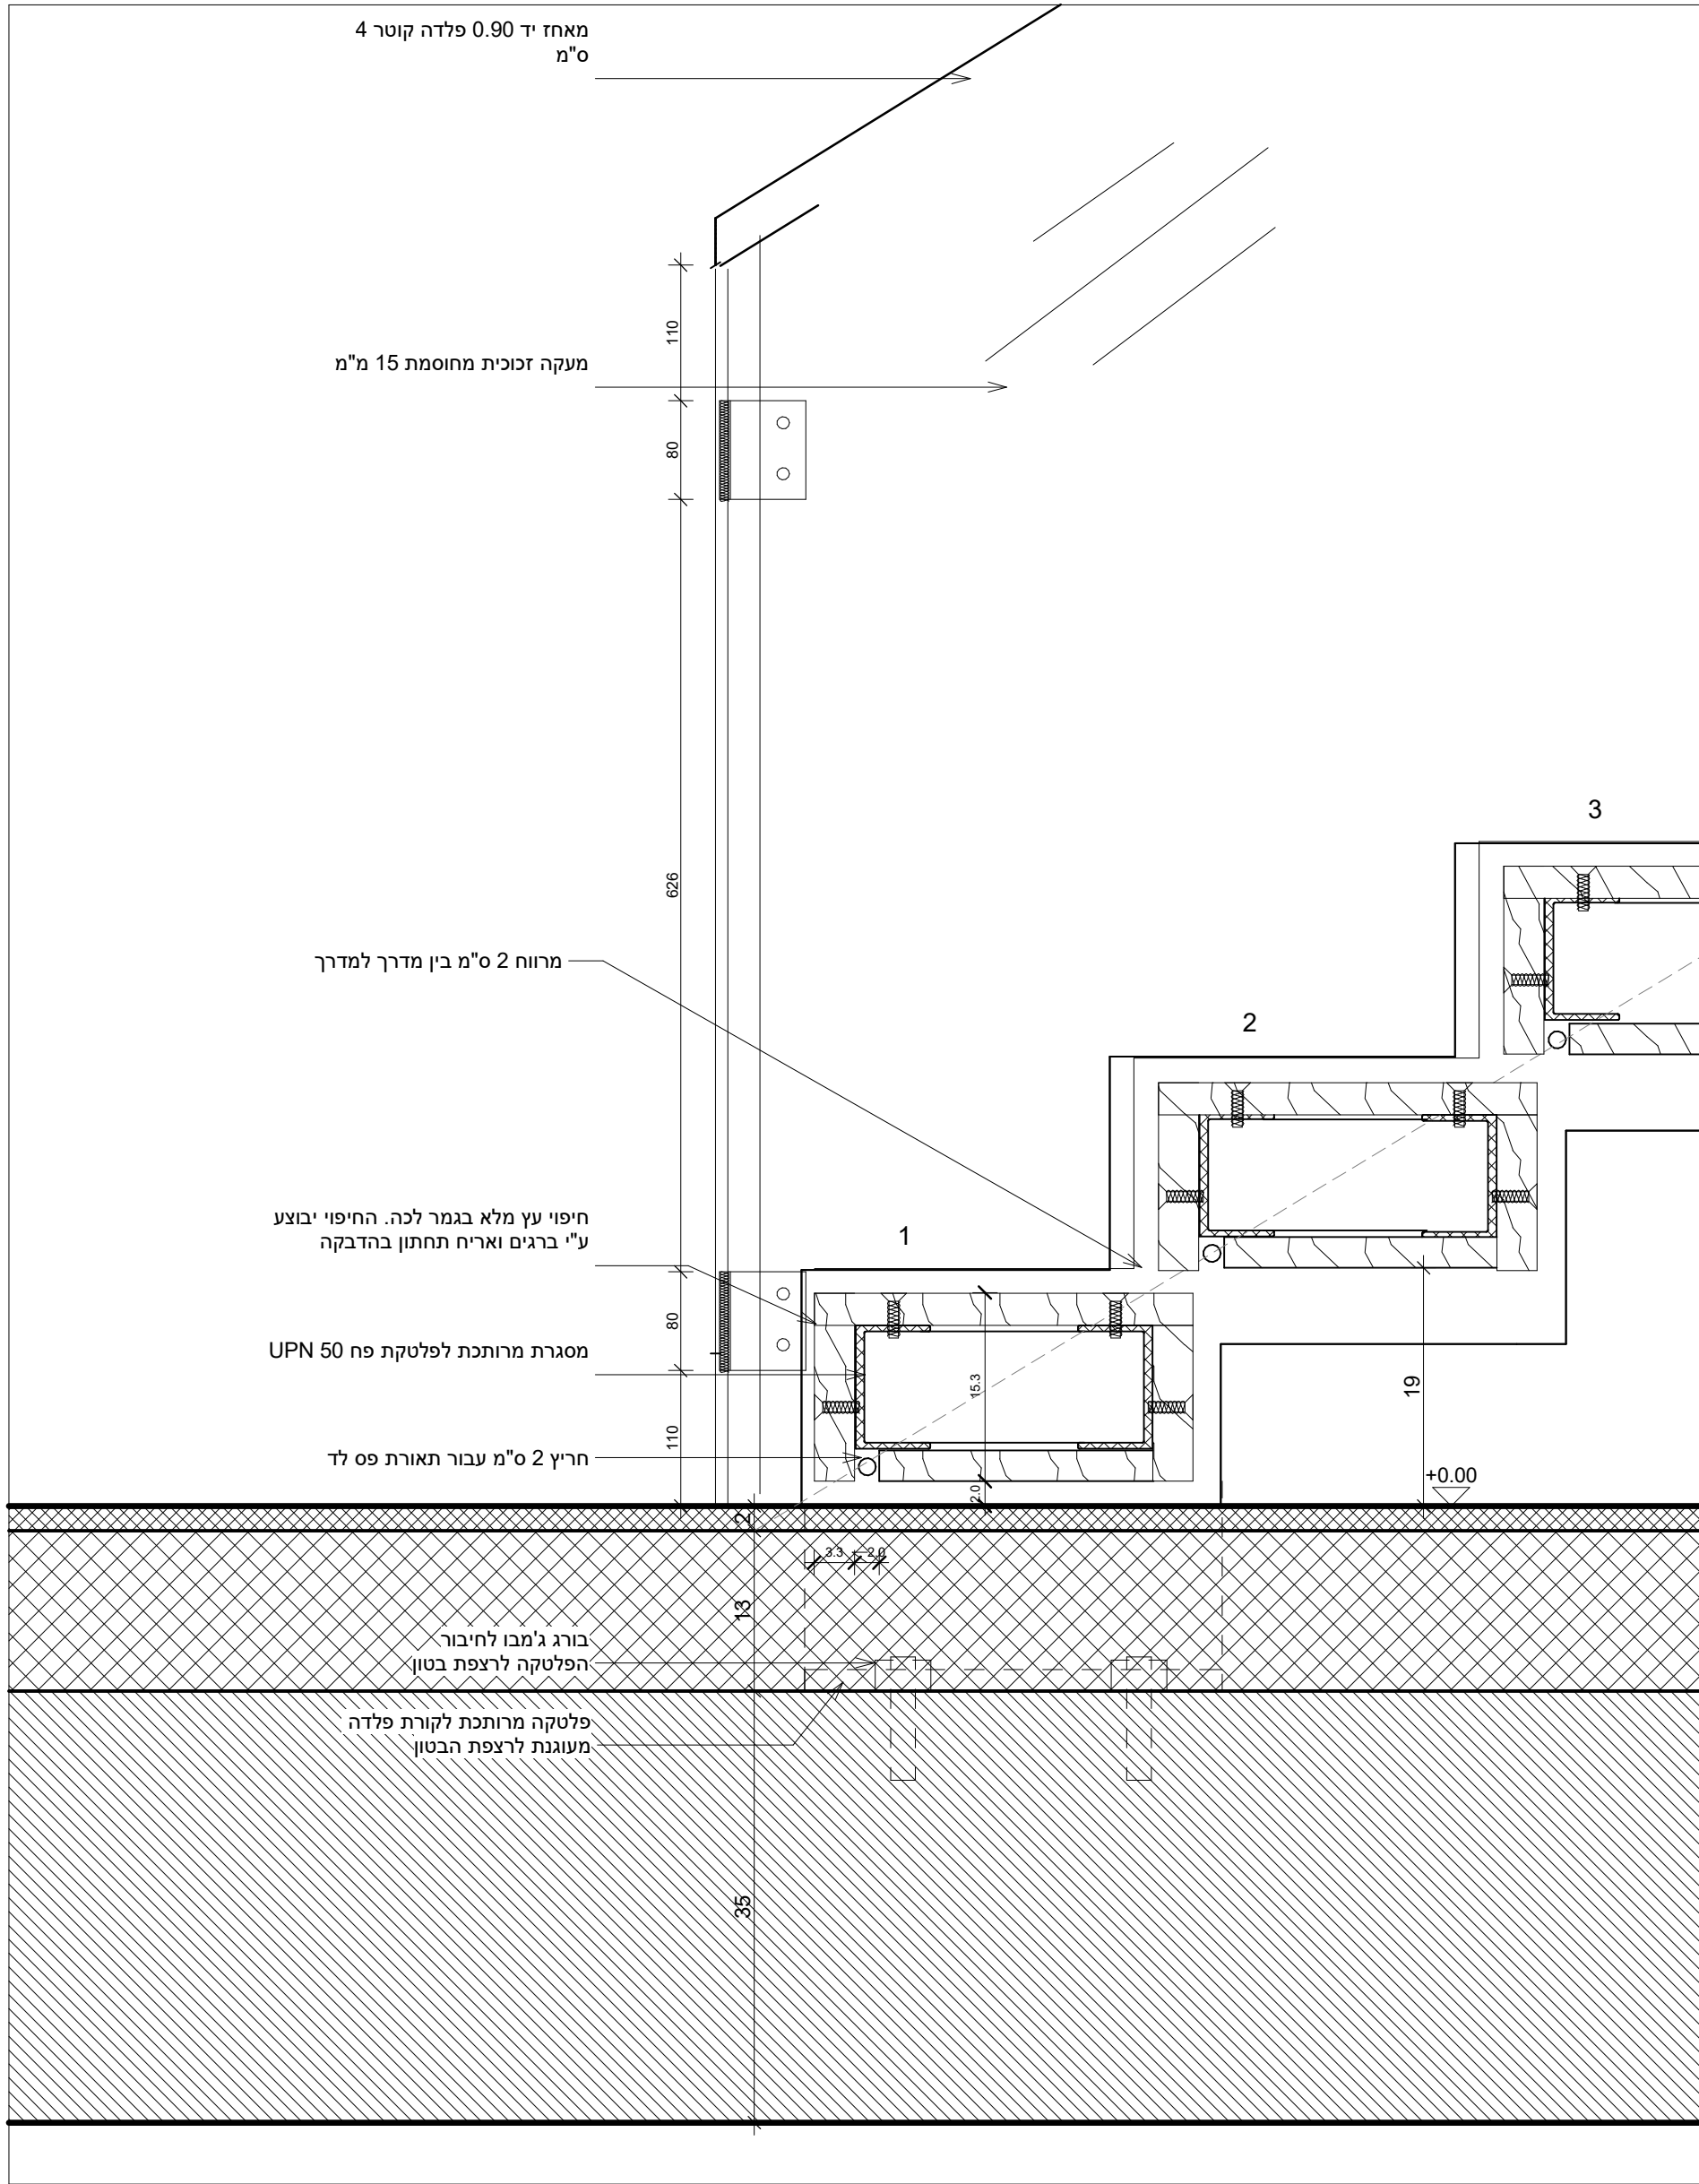 מאחז יד 0.90 פלדה קוטר 4
ס"מ
110
מעקה זכוכית מחוסמת 15 מ"מ
80
3
626
מרווח 2 ס"מ בין מדרך למדרך
2
חיפוי עץ מלא בגמר לכה. החיפוי יבוצע
ע"י ברגים ואריח תחתון בהדבקה
1
80
מסגרת מרותכת לפלטקת פח UPN 50
15.3
19
110
חריץ 2 ס"מ עבור תאורת פס לד
+0.00
2.0
2
3.3
2.0
13
בורג ג'מבו לחיבור
הפלטקה לרצפת בטון
פלטקה מרותכת לקורת פלדה
מעוגנת לרצפת הבטון
35